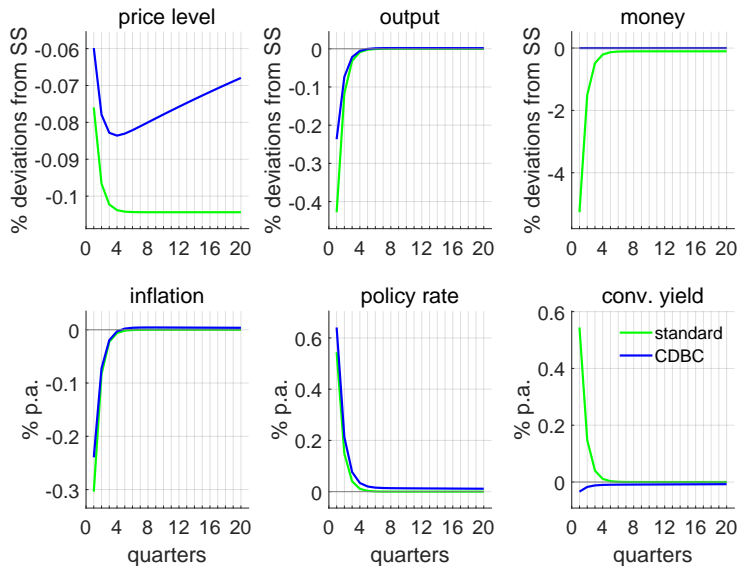 price level
output
money
% deviations from SS
-0.06
-0.07
-0.08
-0.09
-0.1
0 4 8 12 16 20
% deviations from SS
0
-0.1
-0.2
-0.3
-0.4
0 4 8 12 16 20
% deviations from SS
0
-2
-4
0 4 8 12 16 20
inflation
policy rate
conv. yield
% p.a.
0
-0.1
-0.2
-0.3
0 4 8 12 16 20
quarters
% p.a.
0.6
0.4
0.2
0
0 4 8 12 16 20
quarters
% p.a.
0.6
0.4
0.2
0
standard
CDBC
0 4 8 12 16 20
quarters